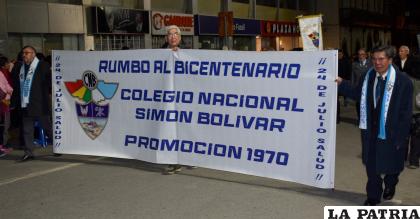 RUMBO AL BICENTENARIO
COLEGIO NACIONAL
SIMON BOLIVAR
PROMOCION 1970
// 24 DE JULIO SALUD //
// 24 DE JULIO SALUD //
LA PATRIA